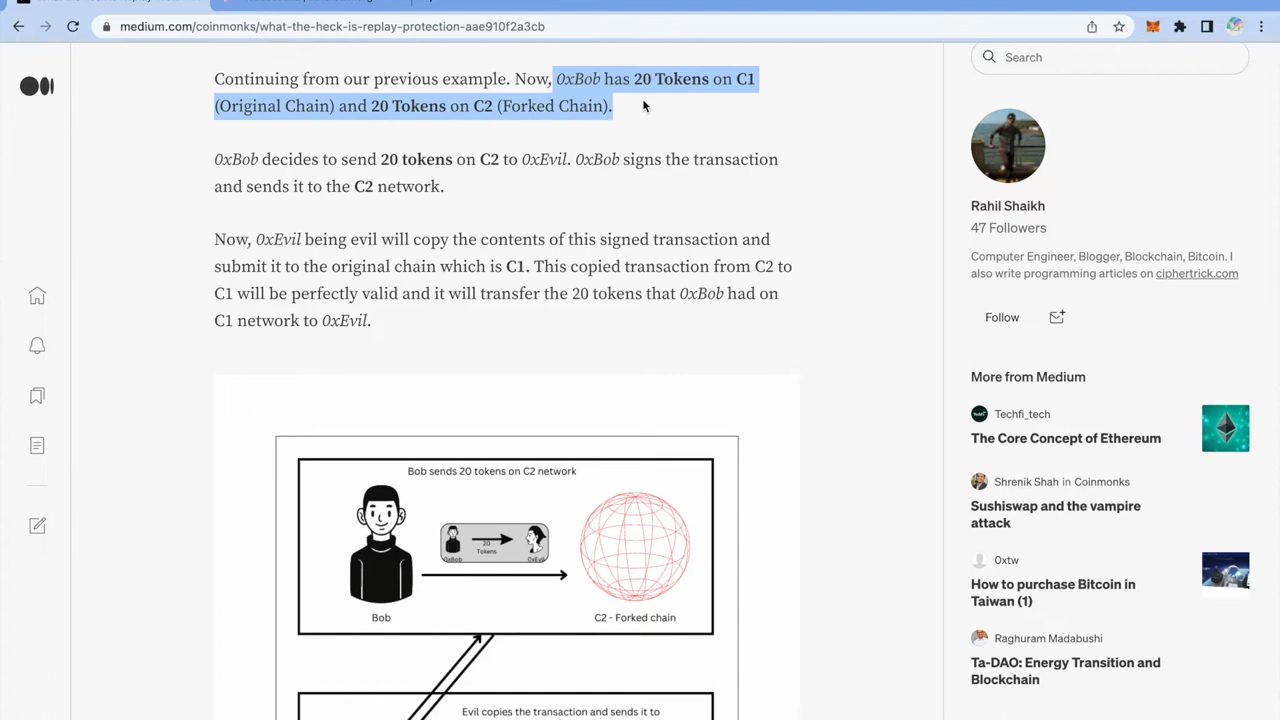 medium.com/coinmonks/what-the-heck-is-replay-protection-aae910f2a3cb
Continuing from our previous example. Now, 0xBob has 20 Tokens on C1
(Original Chain) and 20 Tokens on C2 (Forked Chain).
0xBob decides to send 20 tokens on C2 to 0xEvil. 0xBob signs the transaction
and sends it to the C2 network.
Now, 0xEvil being evil will copy the contents of this signed transaction and
submit it to the original chain which is C1. This copied transaction from C2 to
C1 will be perfectly valid and it will transfer the 20 tokens that 0xBob had on
C1 network to 0xEvil.
Bob sends 20 tokens on C2 network
20
Tokens
0xBob
0xEvil
Bob
C2 - Forked chain
Evil copies the transaction and sends it to
Search
Rahil Shaikh
47 Followers
Computer Engineer, Blogger, Blockchain, Bitcoin. I
also write programming articles on ciphertrick.com
Follow
More from Medium
Techfi_tech
The Core Concept of Ethereum
Shrenik Shah in Coinmonks
Sushiswap and the vampire
attack
0xtw
How to purchase Bitcoin in
Taiwan (1)
Raghuram Madabushi
Ta-DAO: Energy Transition and
Blockchain